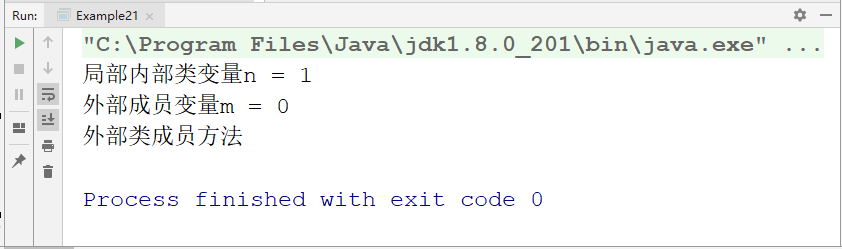 Run: Example21
"C:\Program Files\Java\jdk1.8.0_201\bin\java.exe" ...
局部内部类变量n = 1
外部成员变量m = 0
外部类成员方法
Process finished with exit code 0